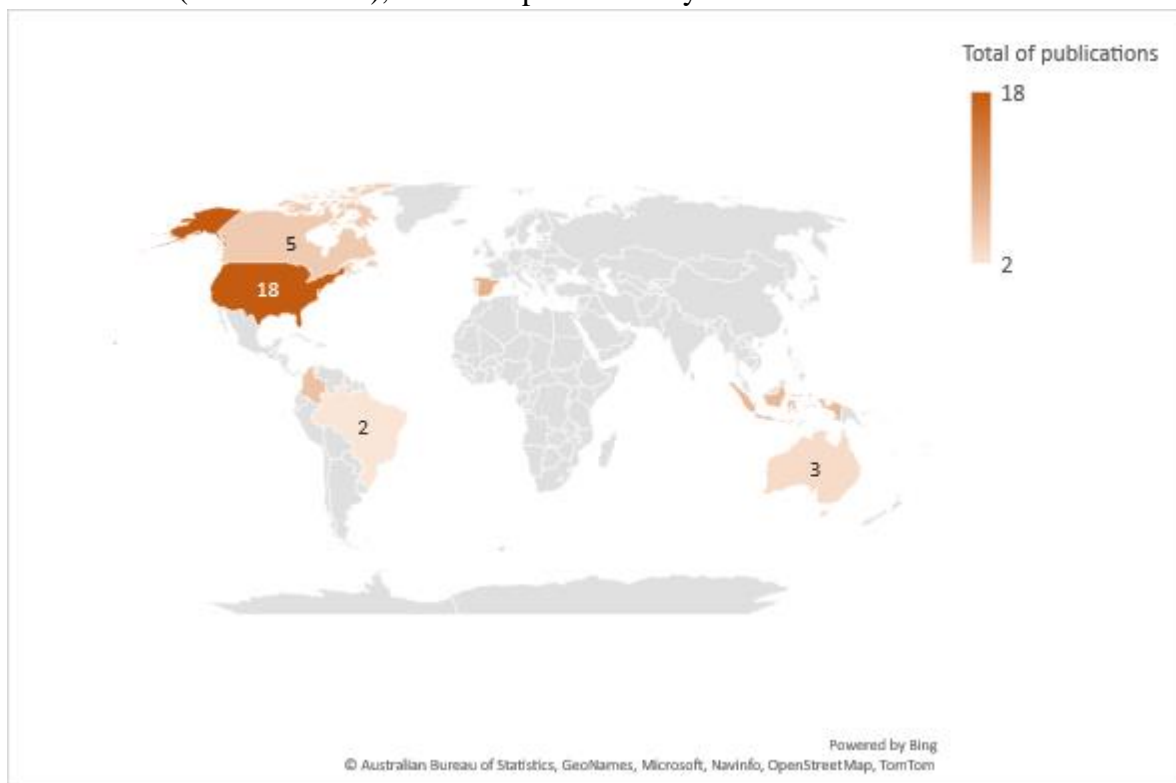 Total of publications
18
2
5
18
2
3
Powered by Bing
© Australian Bureau of Statistics, GeoNames, Microsoft, Navinfo, OpenStreetMap, TomTom